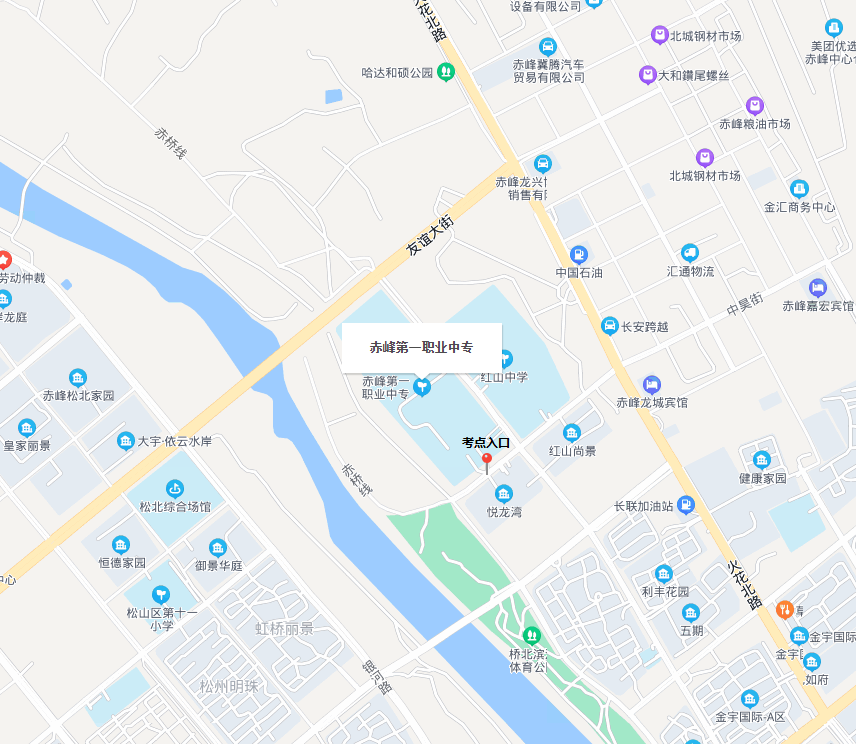 火花北路
设备有限公司
北城钢材市场
美团优选
赤峰中心仓
赤峰冀腾汽车
贸易有限公司
哈达和硕公园
大和鑽尾螺丝
赤峰粮油市场
赤桥线
北城钢材市场
赤峰龙兴
销售有限
金汇商务中心
友谊大街
中国石油
汇通物流
劳动仲裁
赤峰嘉宏宾馆
中昊街
岸龙庭
长安跨越
赤峰第一职业中专
红山中学
赤峰第一
职业中专
赤峰松北家园
赤峰龙城宾馆
皇家丽景
大宇·依云水岸
考点入口
红山尚景
赤桥线
健康家园
松北综合场馆
悦龙湾
长联加油站
恒德家园
御景华庭
中心
火花北路
利丰花园
松山区第十一
小学
五期
虹桥丽景
金宇国际
桥北滨
体育公
金宇
如府
银河路
松州明珠
金宇国际-A区